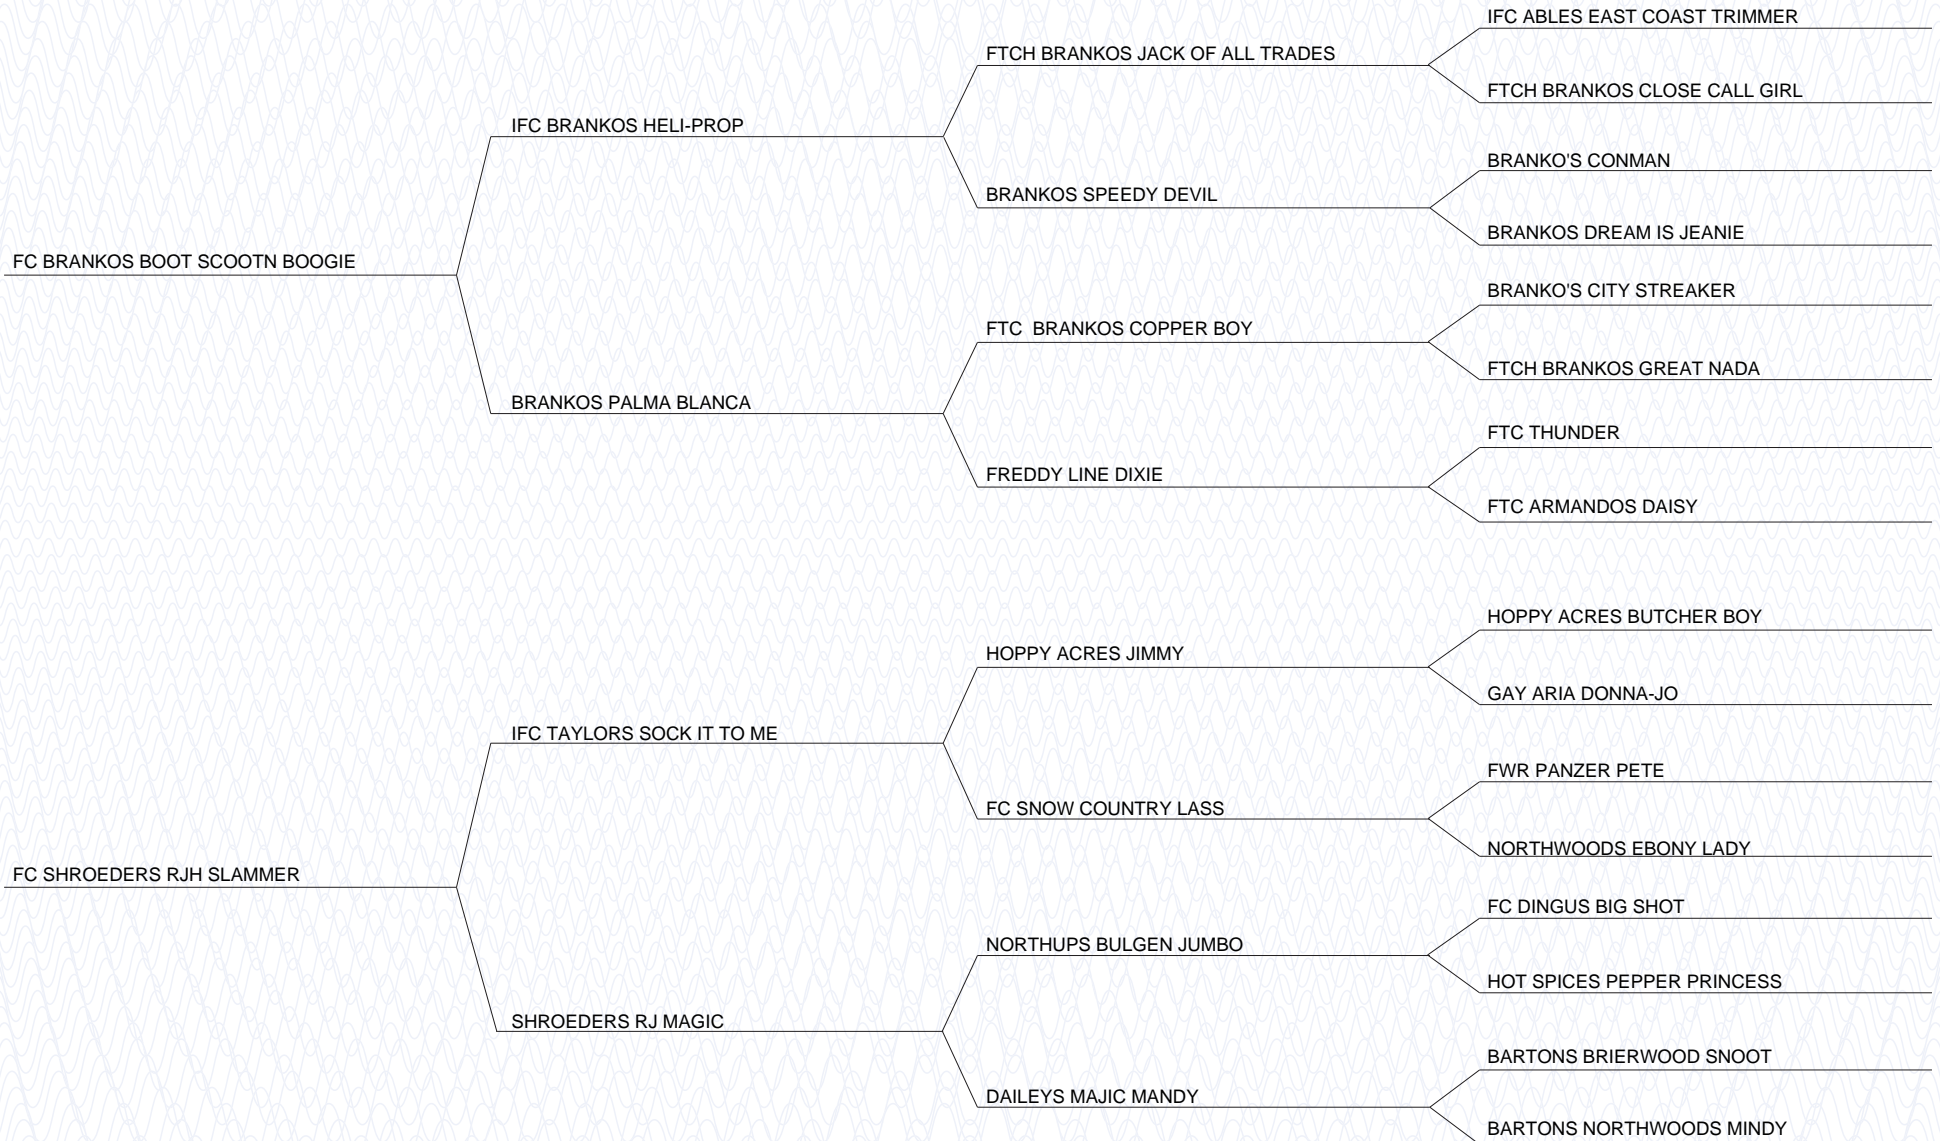 IFC ABLES EAST COAST TRIMMER
FTCH BRANKOS JACK OF ALL TRADES
FTCH BRANKOS CLOSE CALL GIRL
IFC BRANKOS HELI-PROP
BRANKO'S CONMAN
BRANKOS SPEEDY DEVIL
BRANKOS DREAM IS JEANIE
FC BRANKOS BOOT SCOOTN BOOGIE
BRANKO'S CITY STREAKER
FTC  BRANKOS COPPER BOY
FTCH BRANKOS GREAT NADA
BRANKOS PALMA BLANCA
FTC THUNDER
FREDDY LINE DIXIE
FTC ARMANDOS DAISY
HOPPY ACRES BUTCHER BOY
HOPPY ACRES JIMMY
GAY ARIA DONNA-JO
IFC TAYLORS SOCK IT TO ME
FWR PANZER PETE
FC SNOW COUNTRY LASS
NORTHWOODS EBONY LADY
FC SHROEDERS RJH SLAMMER
FC DINGUS BIG SHOT
NORTHUPS BULGEN JUMBO
HOT SPICES PEPPER PRINCESS
SHROEDERS RJ MAGIC
BARTONS BRIERWOOD SNOOT
DAILEYS MAJIC MANDY
BARTONS NORTHWOODS MINDY